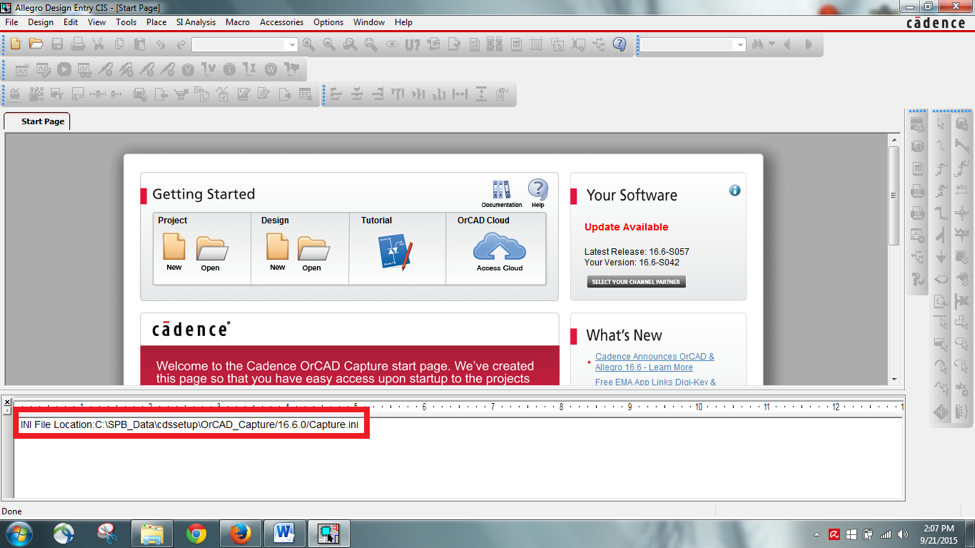 Allegro Design Entry CIS - [Start Page]
File Design Edit View Tools Place SI Analysis Macro Accessories Options Window Help
cādence
U?
Start Page
Getting Started
Documentation
Help
Project
New
Open
Design
New
Open
Tutorial
OrCAD Cloud
Access Cloud
Your Software
Update Available
Latest Release: 16.6-S057
Your Version: 16.6-S042
SELECT YOUR CHANNEL PARTNER
cādence®
Welcome to the Cadence OrCAD Capture start page. We've created
this page so that you have easy access upon startup to the projects
What's New
Cadence Announces OrCAD &
Allegro 16.6 - Learn More
Free EMA App Links Digi-Key &
1 2 3 4 5 6 7 8 9 10 11 12 1
INI File Location:C:\SPB_Data\cdssetup\OrCAD_Capture/16.6.0/Capture.ini
Done
2:07 PM
9/21/2015